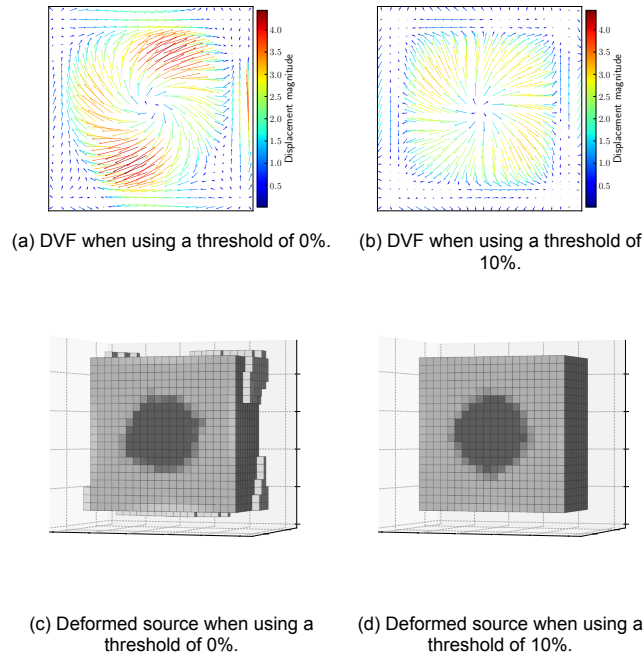 4.0
3.5
3.0
2.5
2.0
1.5
1.0
0.5
Displacement magnitude
4.0
3.5
3.0
2.5
2.0
1.5
1.0
0.5
Displacement magnitude
(a) DVF when using a threshold of 0%.
(b) DVF when using a threshold of
10%.
(c) Deformed source when using a
threshold of 0%.
(d) Deformed source when using a
threshold of 10%.